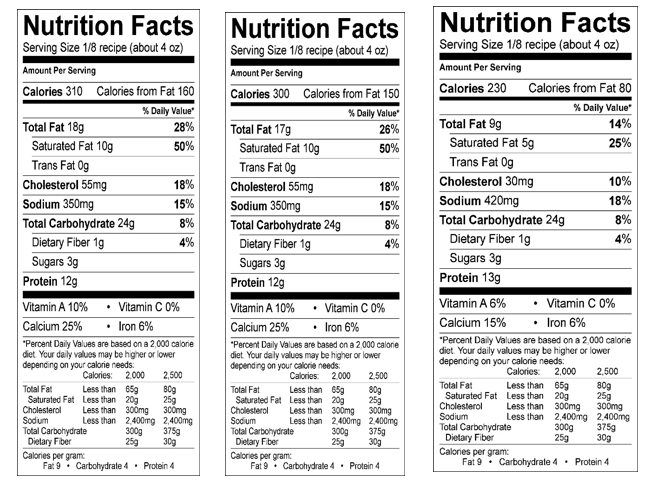 Nutrition Facts
Serving Size 1/8 recipe (about 4 oz)
Amount Per Serving
Calories 310 Calories from Fat 160
% Daily Value*
Total Fat 18g 28%
Saturated Fat 10g 50%
Trans Fat 0g
Cholesterol 55mg 18%
Sodium 350mg 15%
Total Carbohydrate 24g 8%
Dietary Fiber 1g 4%
Sugars 3g
Protein 12g
Vitamin A 10% • Vitamin C 0%
Calcium 25% • Iron 6%
*Percent Daily Values are based on a 2,000 calorie
diet. Your daily values may be higher or lower
depending on your calorie needs:
Calories: 2,000 2,500
Total Fat Less than 65g 80g
Saturated Fat Less than 20g 25g
Cholesterol Less than 300mg 300mg
Sodium Less than 2,400mg 2,400mg
Total Carbohydrate 300g 375g
Dietary Fiber 25g 30g
Calories per gram:
Fat 9 • Carbohydrate 4 • Protein 4
Nutrition Facts
Serving Size 1/8 recipe (about 4 oz)
Amount Per Serving
Calories 300 Calories from Fat 150
% Daily Value*
Total Fat 17g 26%
Saturated Fat 10g 50%
Trans Fat 0g
Cholesterol 55mg 18%
Sodium 350mg 15%
Total Carbohydrate 24g 8%
Dietary Fiber 1g 4%
Sugars 3g
Protein 12g
Vitamin A 10% • Vitamin C 0%
Calcium 25% • Iron 6%
*Percent Daily Values are based on a 2,000 calorie
diet. Your daily values may be higher or lower
depending on your calorie needs:
Calories: 2,000 2,500
Total Fat Less than 65g 80g
Saturated Fat Less than 20g 25g
Cholesterol Less than 300mg 300mg
Sodium Less than 2,400mg 2,400mg
Total Carbohydrate 300g 375g
Dietary Fiber 25g 30g
Calories per gram:
Fat 9 • Carbohydrate 4 • Protein 4
Nutrition Facts
Serving Size 1/8 recipe (about 4 oz)
Amount Per Serving
Calories 230 Calories from Fat 80
% Daily Value*
Total Fat 9g 14%
Saturated Fat 5g 25%
Trans Fat 0g
Cholesterol 30mg 10%
Sodium 420mg 18%
Total Carbohydrate 24g 8%
Dietary Fiber 1g 4%
Sugars 3g
Protein 13g
Vitamin A 6% • Vitamin C 0%
Calcium 15% • Iron 6%
*Percent Daily Values are based on a 2,000 calorie
diet. Your daily values may be higher or lower
depending on your calorie needs:
Calories: 2,000 2,500
Total Fat Less than 65g 80g
Saturated Fat Less than 20g 25g
Cholesterol Less than 300mg 300mg
Sodium Less than 2,400mg 2,400mg
Total Carbohydrate 300g 375g
Dietary Fiber 25g 30g
Calories per gram:
Fat 9 • Carbohydrate 4 • Protein 4